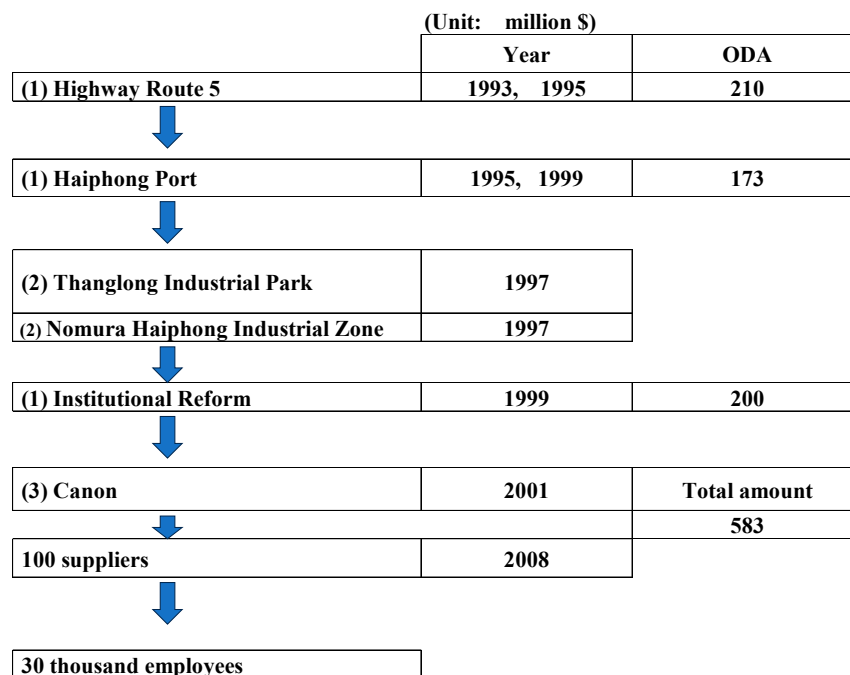 (Unit: million $)
Year ODA
(1) Highway Route 5 1993, 1995 210
(1) Haiphong Port 1995, 1999 173
(2) Thanglong Industrial Park 1997
(2) Nomura Haiphong Industrial Zone 1997
(1) Institutional Reform 1999 200
(3) Canon 2001 Total amount
583
100 suppliers 2008
30 thousand employees